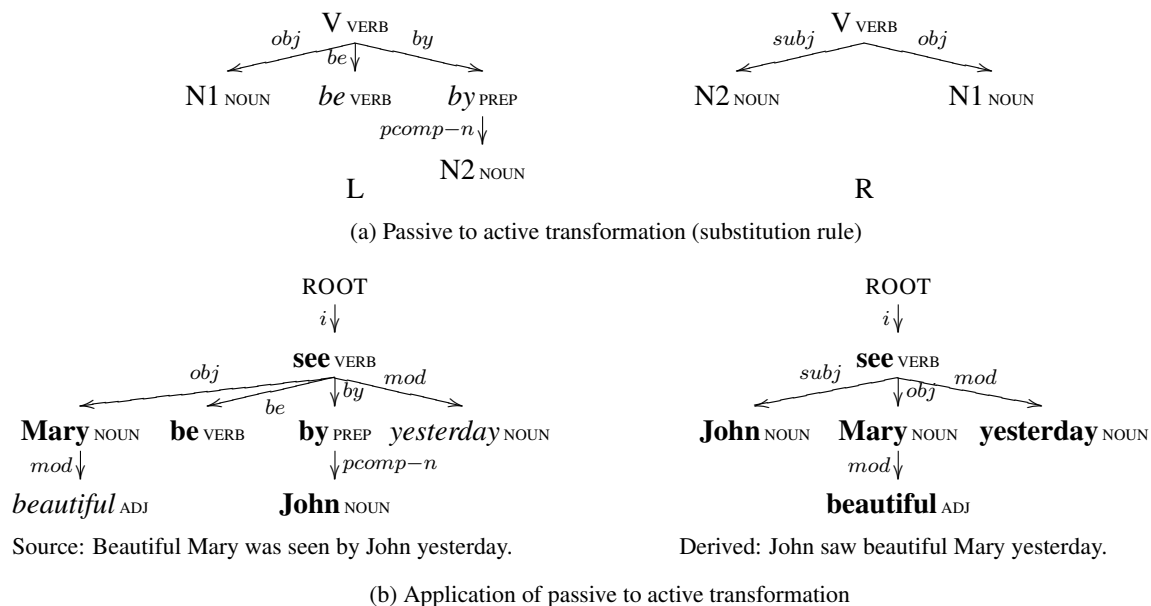 V VERB V VERB
obj be by subj obj
N1 NOUN be VERB by PREP N2 NOUN N1 NOUN
pcomp−n
N2 NOUN
L R
(a) Passive to active transformation (substitution rule)
ROOT ROOT
i i
see VERB see VERB
obj be by mod subj obj mod
Mary NOUN be VERB by PREP yesterday NOUN John NOUN Mary NOUN yesterday NOUN
mod pcomp−n mod
beautiful ADJ John NOUN beautiful ADJ
Source: Beautiful Mary was seen by John yesterday. Derived: John saw beautiful Mary yesterday.
(b) Application of passive to active transformation